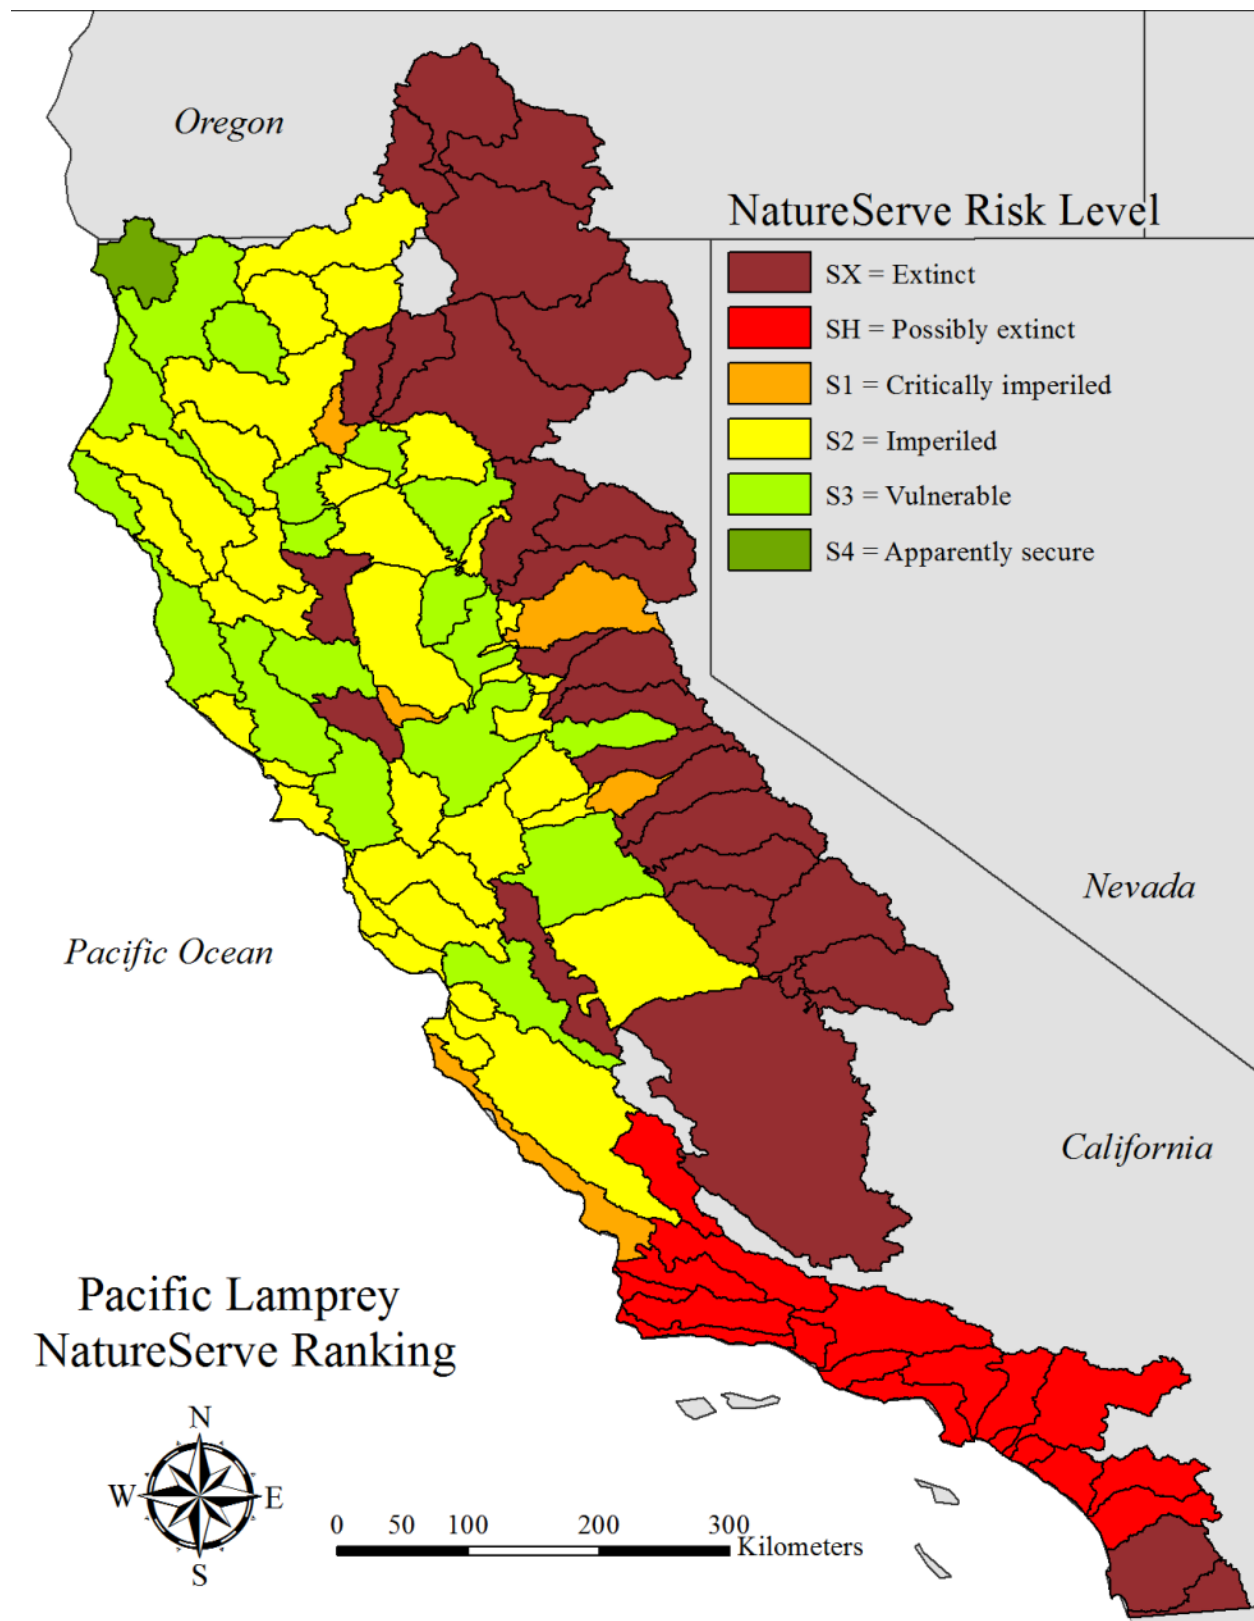 Oregon
NatureServe Risk Level
SX = Extinct
SH = Possibly extinct
S1 = Critically imperiled
S2 = Imperiled
S3 = Vulnerable
S4 = Apparently secure
Nevada
Pacific Ocean
California
Pacific Lamprey
NatureServe Ranking
N
W E
S
0 50 100 200 300
Kilometers